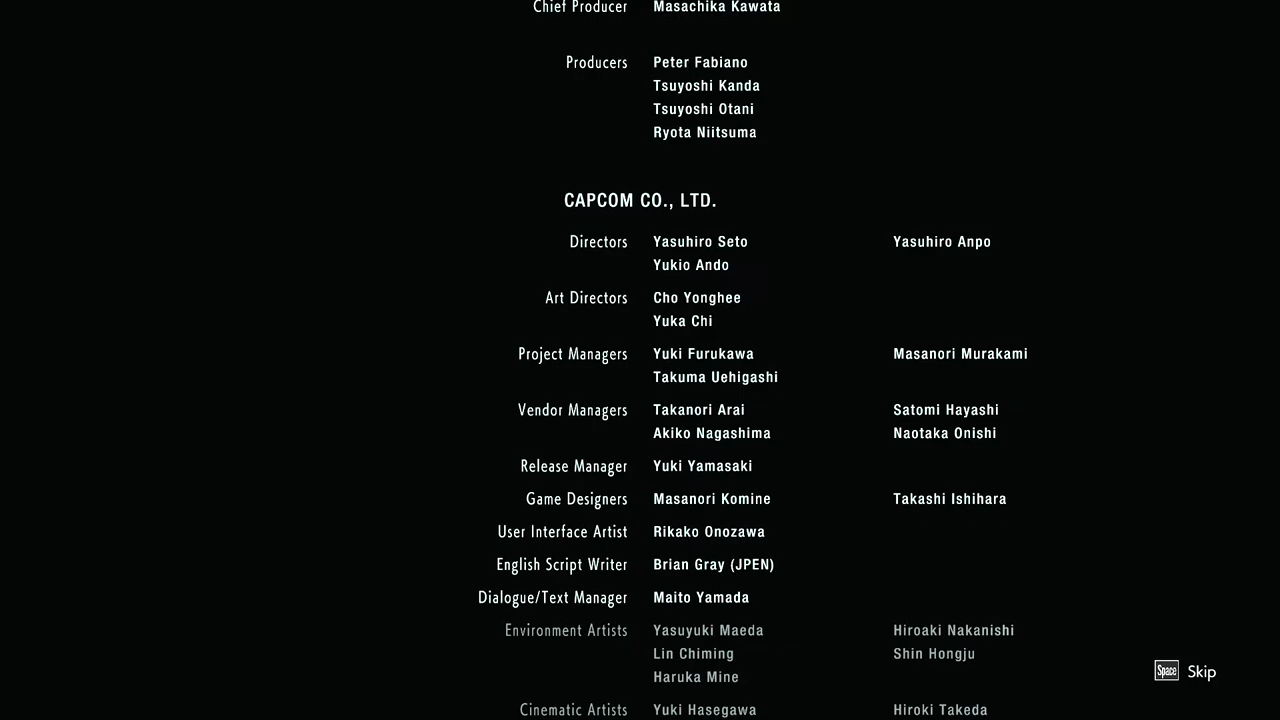 Chief Producer Masachika Kawata
Producers Peter Fabiano
Tsuyoshi Kanda
Tsuyoshi Otani
Ryota Niitsuma
CAPCOM CO., LTD.
Directors Yasuhiro Seto Yasuhiro Anpo
Yukio Ando
Art Directors Cho Yonghee
Yuka Chi
Project Managers Yuki Furukawa Masanori Murakami
Takuma Uehigashi
Vendor Managers Takanori Arai Satomi Hayashi
Akiko Nagashima Naotaka Onishi
Release Manager Yuki Yamasaki
Game Designers Masanori Komine Takashi Ishihara
User Interface Artist Rikako Onozawa
English Script Writer Brian Gray (JPEN)
Dialogue/Text Manager Maito Yamada
Environment Artists Yasuyuki Maeda Hiroaki Nakanishi
Lin Chiming Shin Hongju
Haruka Mine
Space Skip
Cinematic Artists Yuki Hasegawa Hiroki Takeda